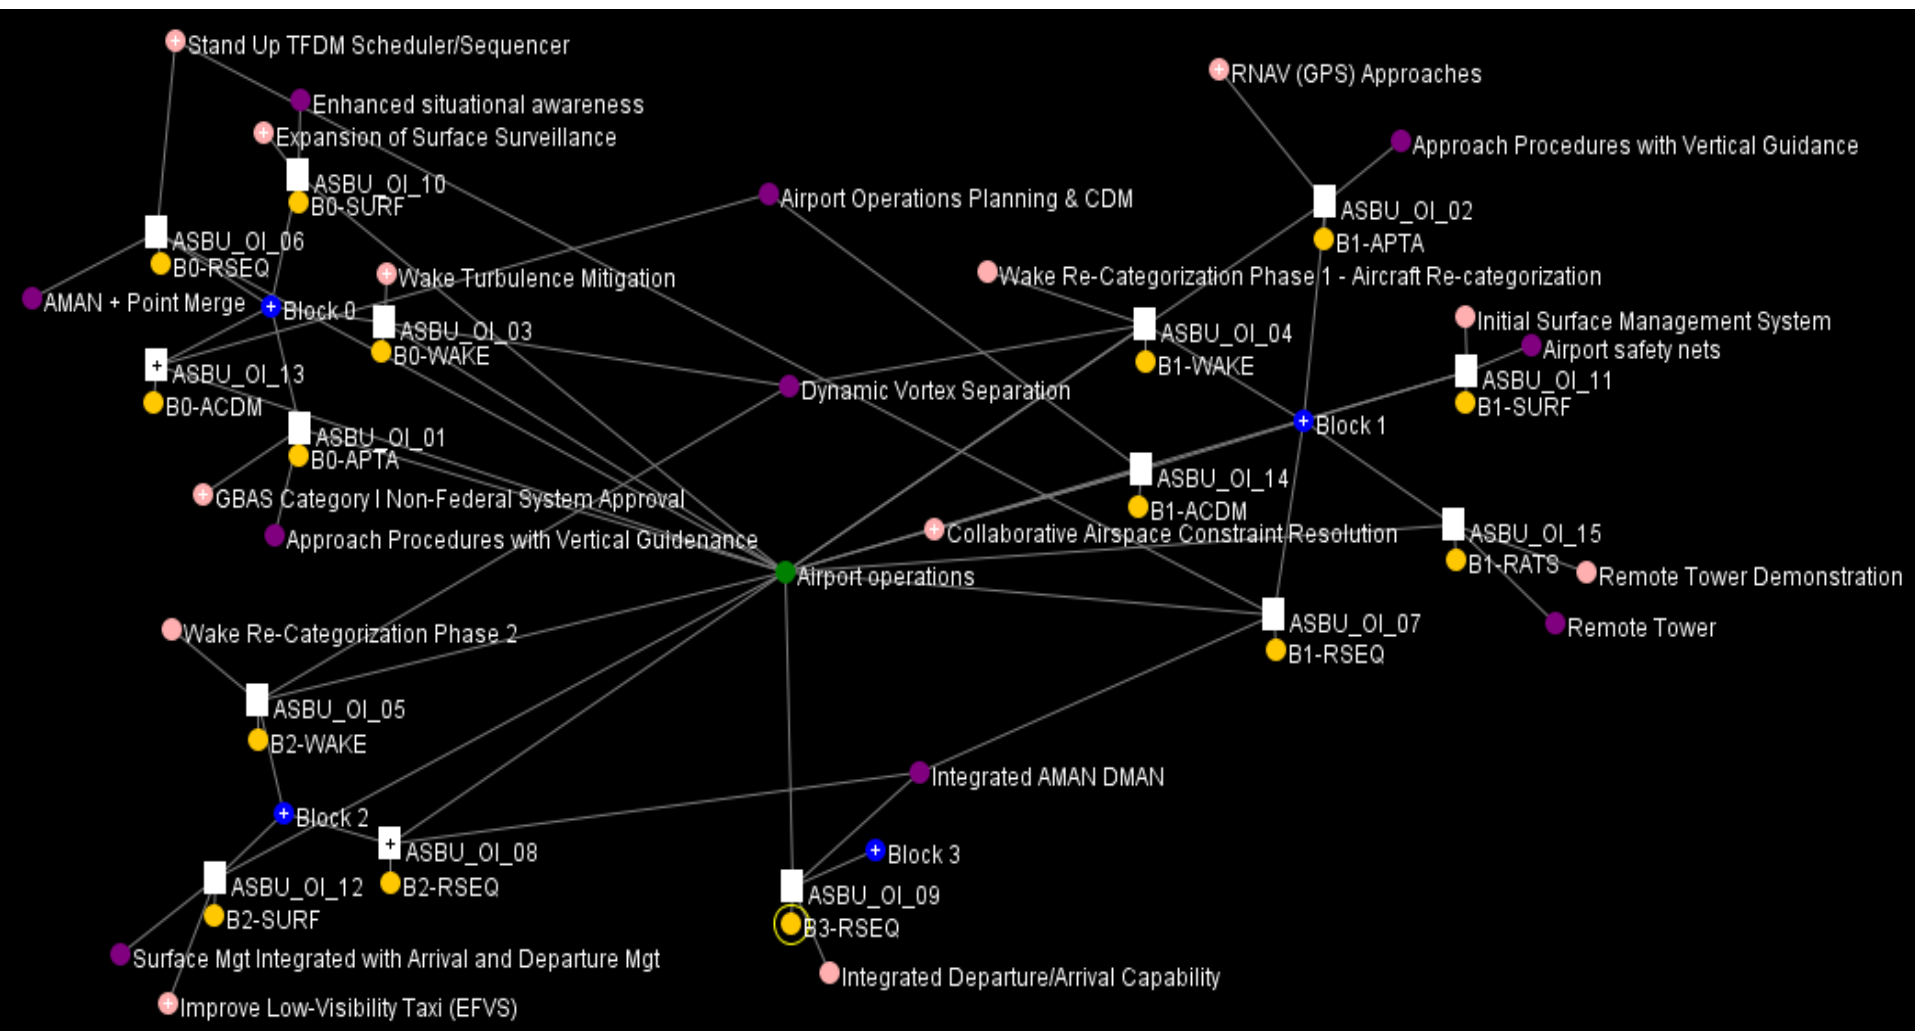 Stand Up TFDM Scheduler/Sequencer
RNAV (GPS) Approaches
Enhanced situational awareness
Expansion of Surface Surveillance
Approach Procedures with Vertical Guidance
ASBU_OI_10
B0-SURF
Airport Operations Planning & CDM
ASBU_OI_02
B1-APTA
ASBU_OI_06
B0-RSEQ
Wake Turbulence Mitigation
Wake Re-Categorization Phase 1 - Aircraft Re-categorization
AMAN + Point Merge
Block 0
ASBU_OI_03
B0-WAKE
ASBU_OI_04
B1-WAKE
Initial Surface Management System
Airport safety nets
ASBU_OI_13
B0-ACDM
ASBU_OI_11
B1-SURF
Dynamic Vortex Separation
Block 1
ASBU_OI_01
B0-APTA
ASBU_OI_14
B1-ACDM
GBAS Category I Non-Federal System Approval
Approach Procedures with Vertical Guidenance
Collaborative Airspace Constraint Resolution
ASBU_OI_15
B1-RATS
Airport operations
Remote Tower Demonstration
Wake Re-Categorization Phase 2
ASBU_OI_07
B1-RSEQ
Remote Tower
ASBU_OI_05
B2-WAKE
Integrated AMAN DMAN
Block 2
ASBU_OI_08
B2-RSEQ
Block 3
ASBU_OI_12
B2-SURF
ASBU_OI_09
B3-RSEQ
Surface Mgt Integrated with Arrival and Departure Mgt
Integrated Departure/Arrival Capability
Improve Low-Visibility Taxi (EFVS)